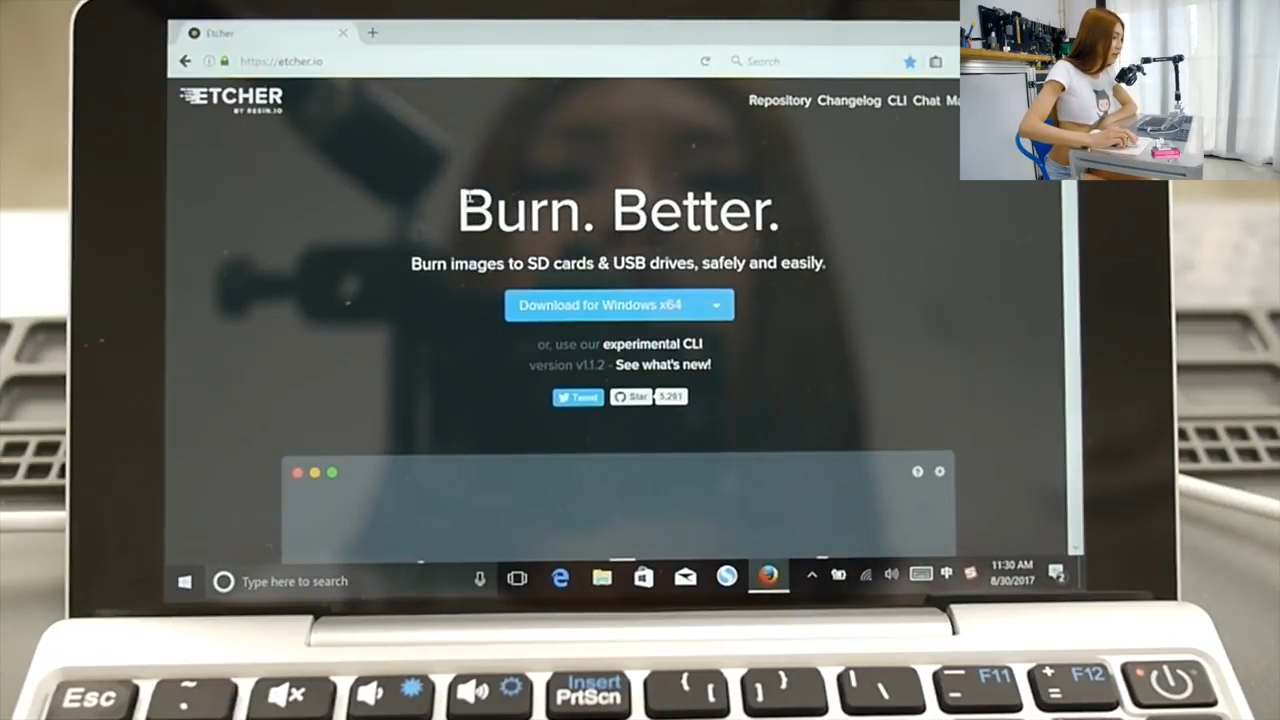 Etcher
https://etcher.io
Search
ETCHER
BY RESIN.IO
Repository Changelog CLI Chat Ma
Burn. Better.
Burn images to SD cards & USB drives, safely and easily.
Download for Windows x64
or, use our experimental CLI
version v1.1.2 - See what's new!
Tweet
Star
5,291
Type here to search
中
11:30 AM
8/30/2017
2
Esc
~
Insert
PrtScn
{ [
] }
| \
— F11
-
+ F12
=